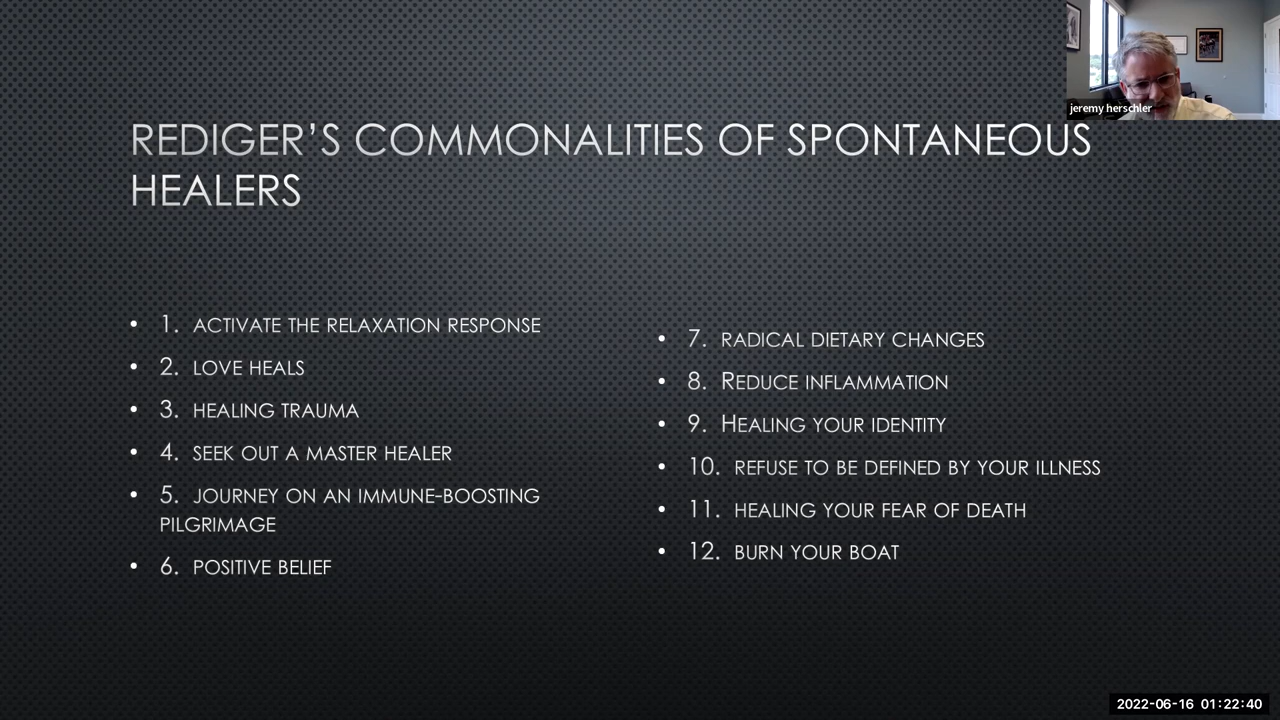 jeremy herschler
REDIGER'S COMMONALITIES OF SPONTANEOUS
HEALERS
• 1. ACTIVATE THE RELAXATION RESPONSE
• 2. LOVE HEALS
• 3. HEALING TRAUMA
• 4. SEEK OUT A MASTER HEALER
• 5. JOURNEY ON AN IMMUNE-BOOSTING
PILGRIMAGE
• 6. POSITIVE BELIEF
• 7. RADICAL DIETARY CHANGES
• 8. REDUCE INFLAMMATION
• 9. HEALING YOUR IDENTITY
• 10. REFUSE TO BE DEFINED BY YOUR ILLNESS
• 11. HEALING YOUR FEAR OF DEATH
• 12. BURN YOUR BOAT
2022-06-16 01:22:40